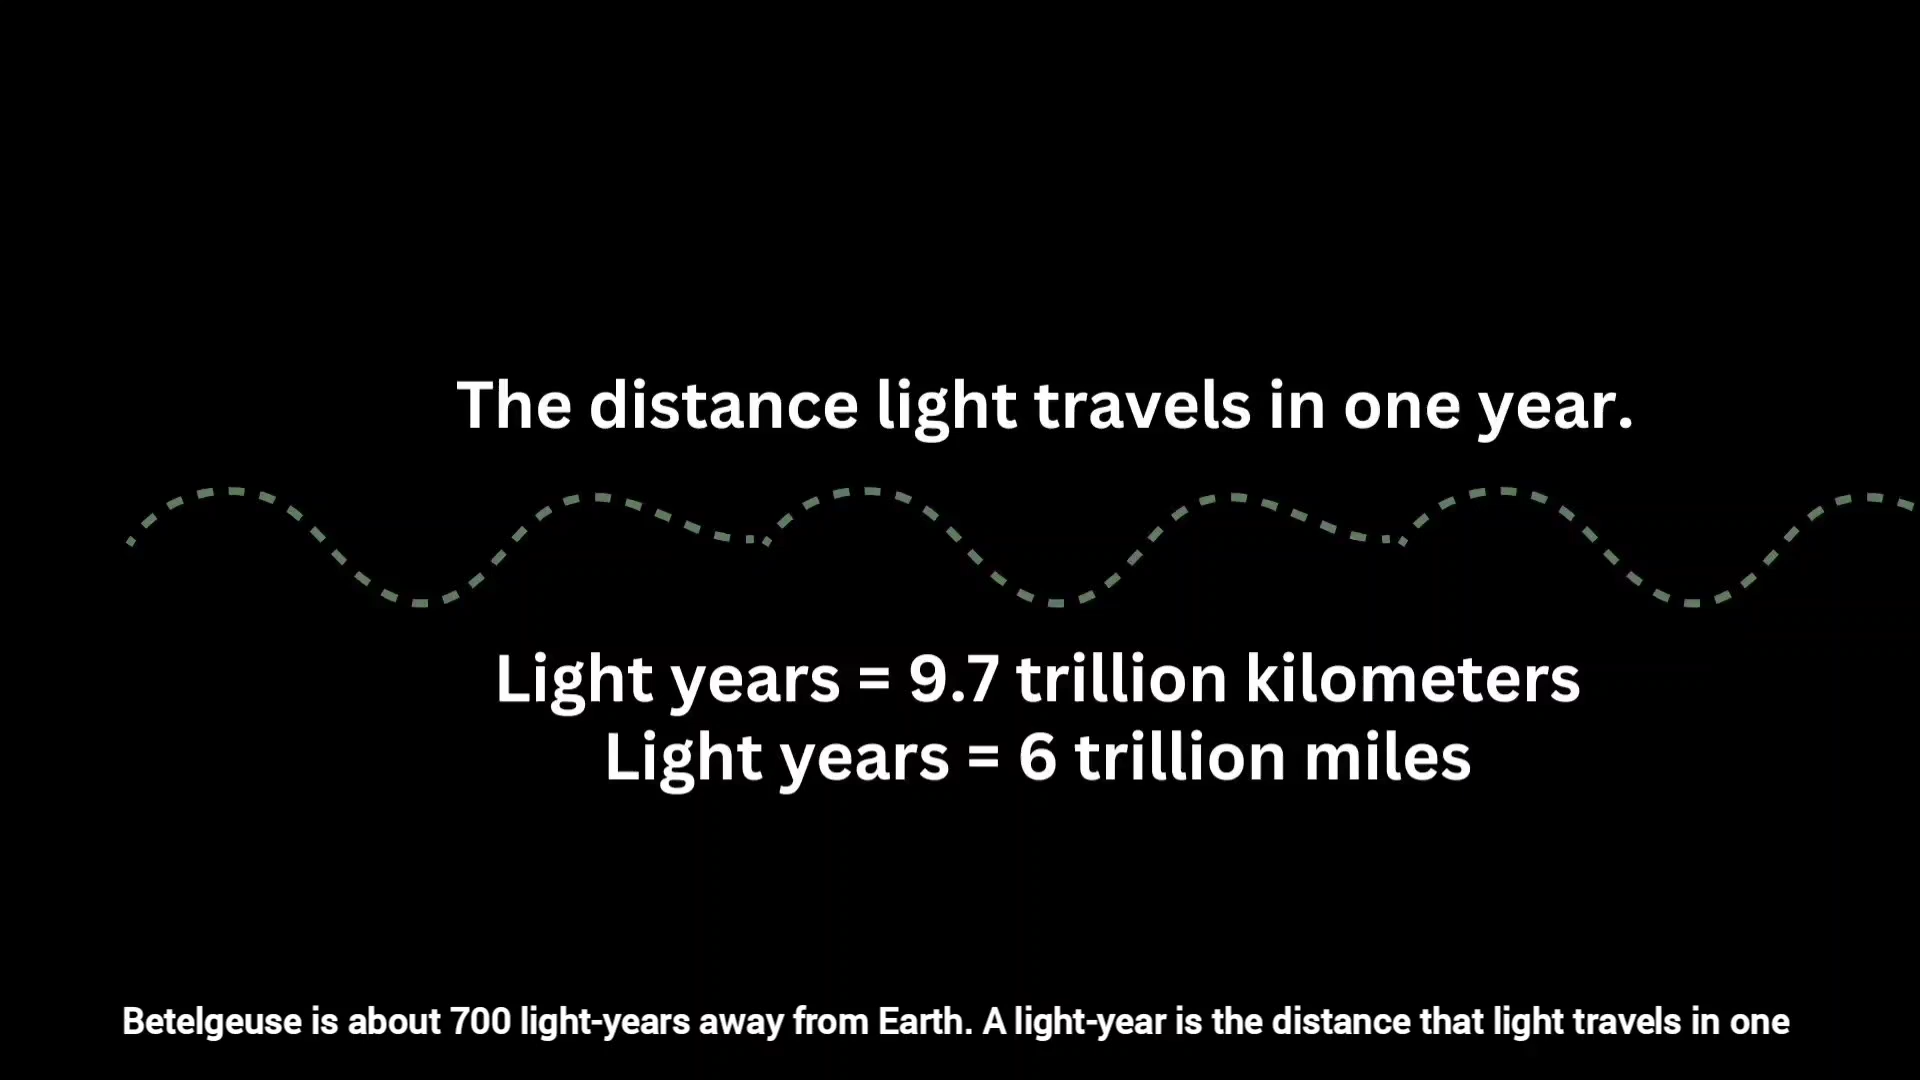 The distance light travels in one year.
Light years = 9.7 trillion kilometers
Light years = 6 trillion miles
Betelgeuse is about 700 light-years away from Earth. A light-year is the distance that light travels in one